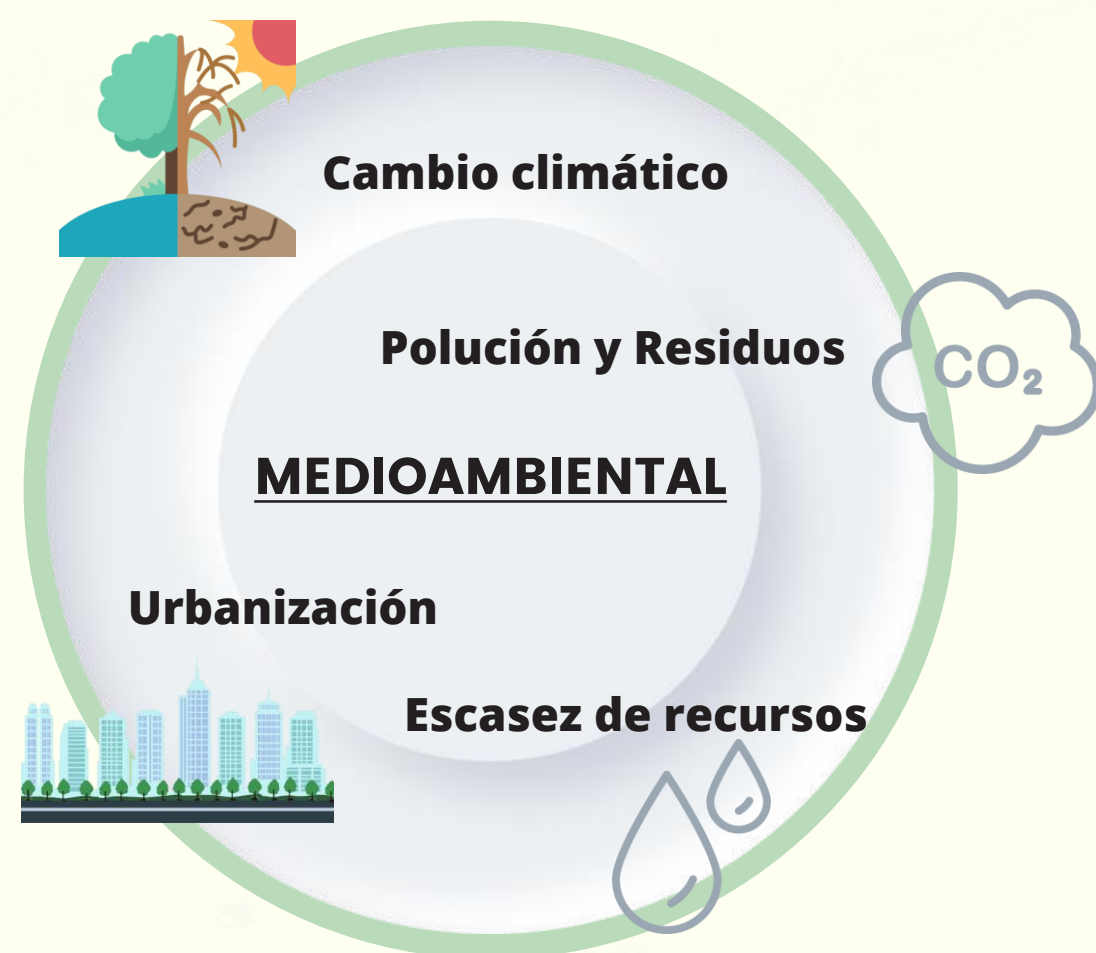 Cambio climático
Polución y Residuos
CO₂
MEDIOAMBIENTAL
Urbanización
Escasez de recursos